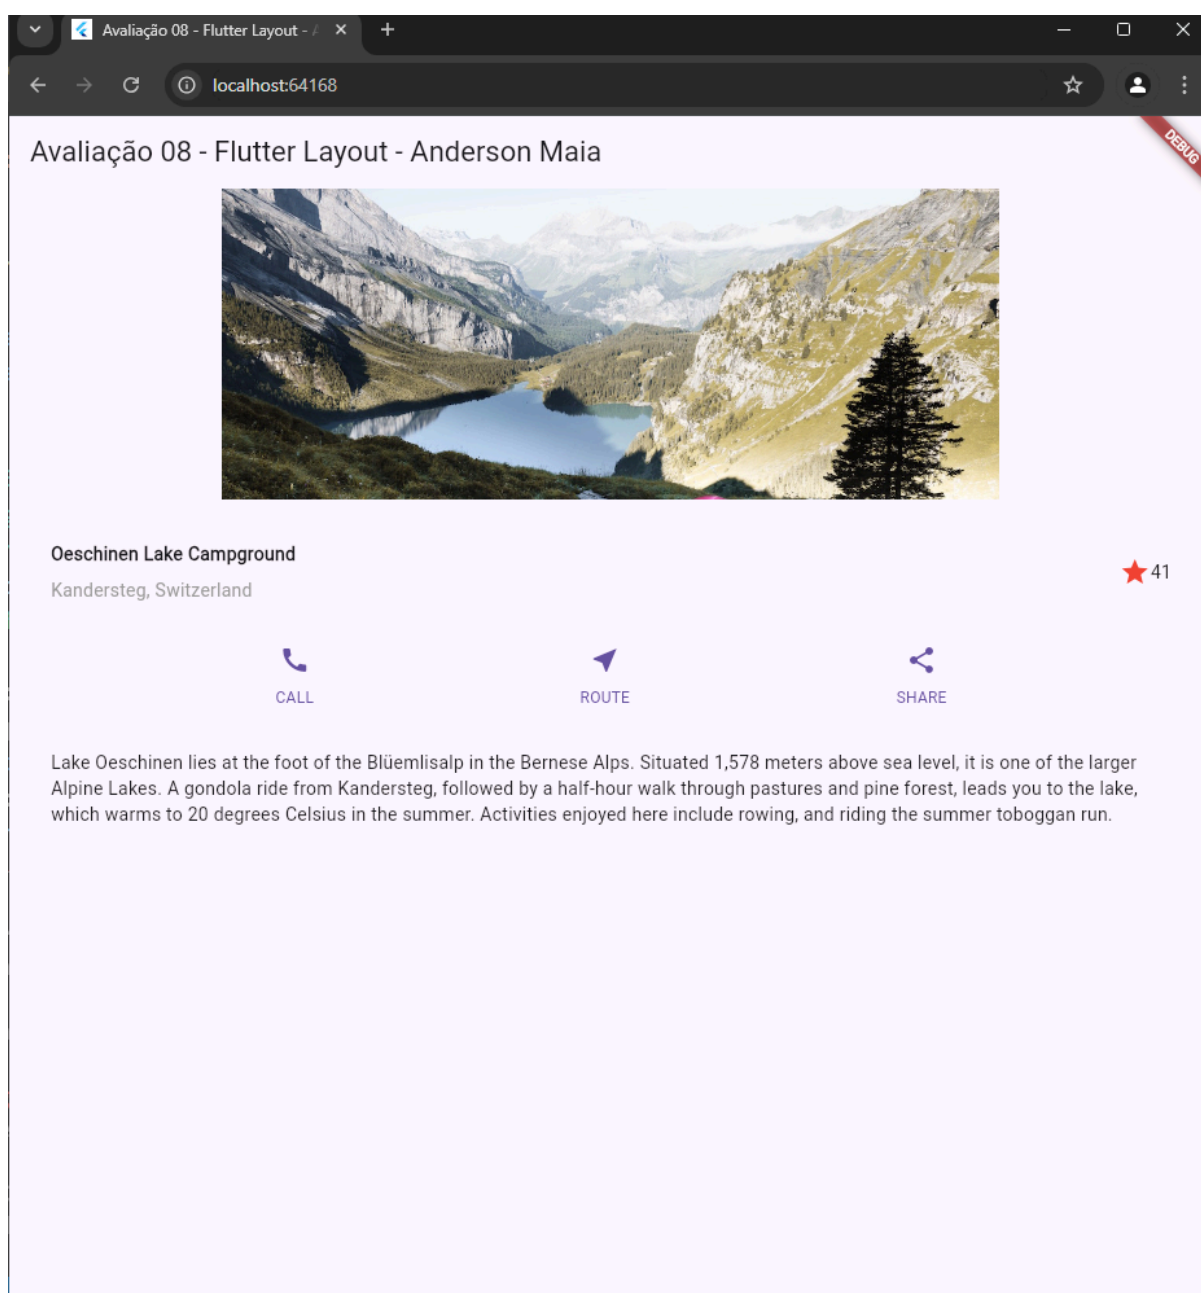 Avaliação 08 - Flutter Layout - A
localhost:64168
Avaliação 08 - Flutter Layout - Anderson Maia
DEBUG
Oeschinen Lake Campground
Kandersteg, Switzerland
41
CALL ROUTE SHARE
Lake Oeschinen lies at the foot of the Blüemlisalp in the Bernese Alps. Situated 1,578 meters above sea level, it is one of the larger
Alpine Lakes. A gondola ride from Kandersteg, followed by a half-hour walk through pastures and pine forest, leads you to the lake,
which warms to 20 degrees Celsius in the summer. Activities enjoyed here include rowing, and riding the summer toboggan run.